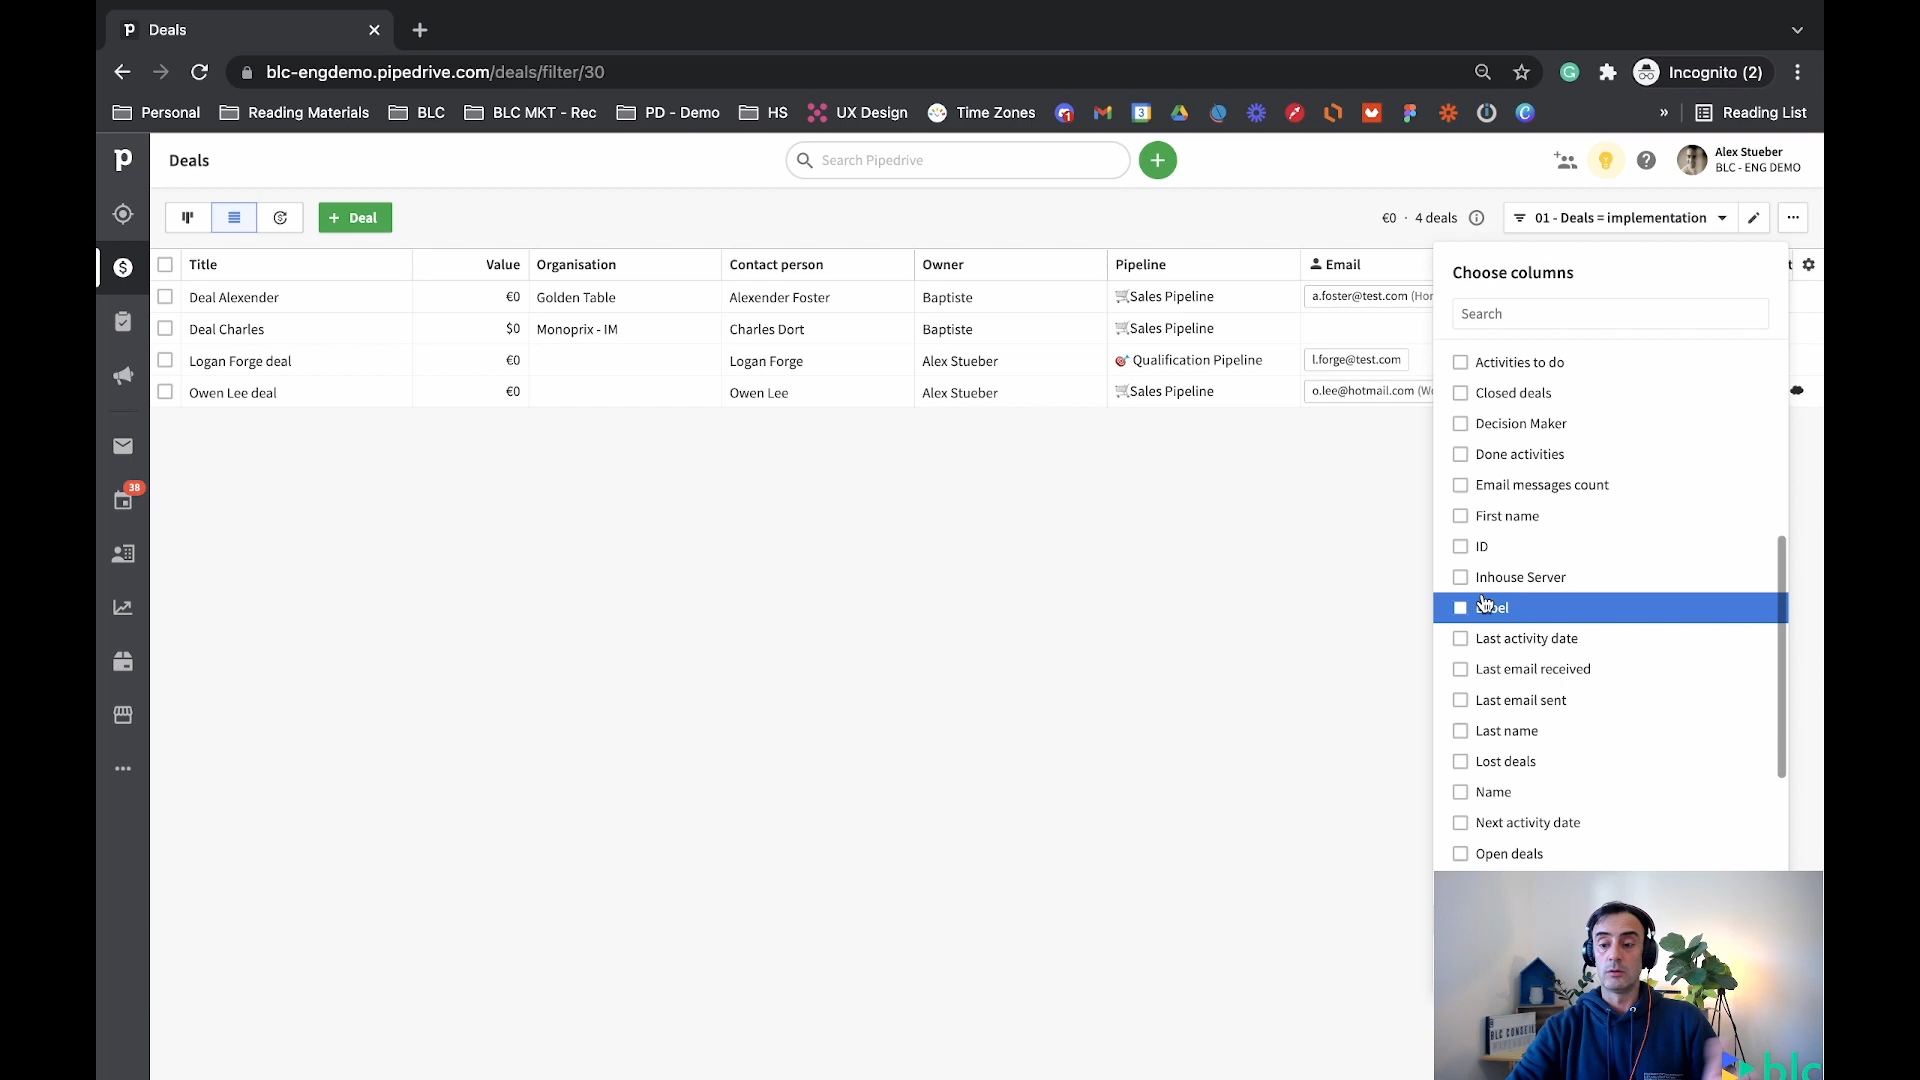 Deals
blc-engdemo.pipedrive.com/deals/filter/30
Incognito (2)
Personal
Reading Materials
BLC
BLC MKT - Rec
PD - Demo
HS
UX Design
Time Zones
»
Reading List
Deals
Search Pipedrive
Alex Stueber
BLC - ENG DEMO
+ Deal
€0 · 4 deals
01 - Deals = implementation
Title Value Organisation Contact person Owner Pipeline Email
Deal Alexender €0 Golden Table Alexender Foster Baptiste Sales Pipeline a.foster@test.com (Hor
Deal Charles $0 Monoprix - IM Charles Dort Baptiste Sales Pipeline
Logan Forge deal €0 Logan Forge Alex Stueber Qualification Pipeline l.forge@test.com
Owen Lee deal €0 Owen Lee Alex Stueber Sales Pipeline o.lee@hotmail.com (Wo
38
Choose columns
Search
Activities to do
Closed deals
Decision Maker
Done activities
Email messages count
First name
ID
Inhouse Server
Label
Last activity date
Last email received
Last email sent
Last name
Lost deals
Name
Next activity date
Open deals
BLC CONSEIL
blc